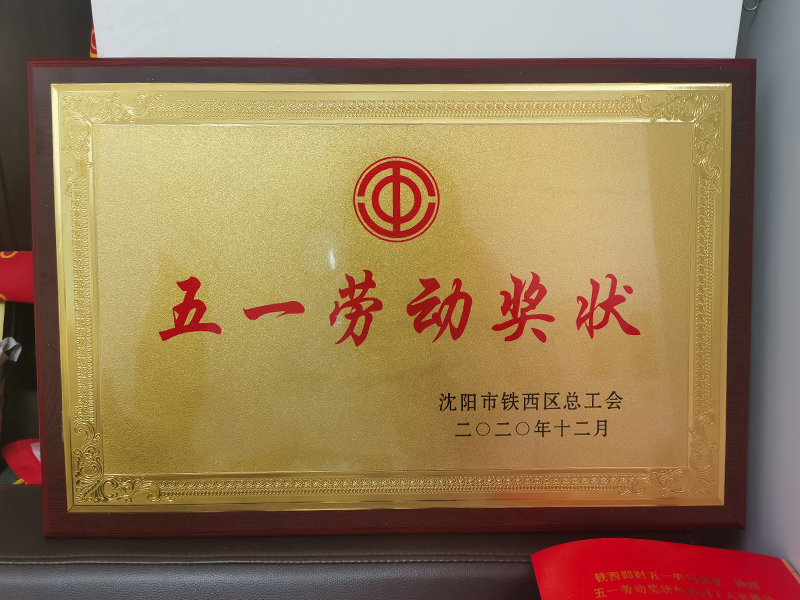 五一劳动奖状
沈阳市铁西区总工会
二〇二〇年十二月